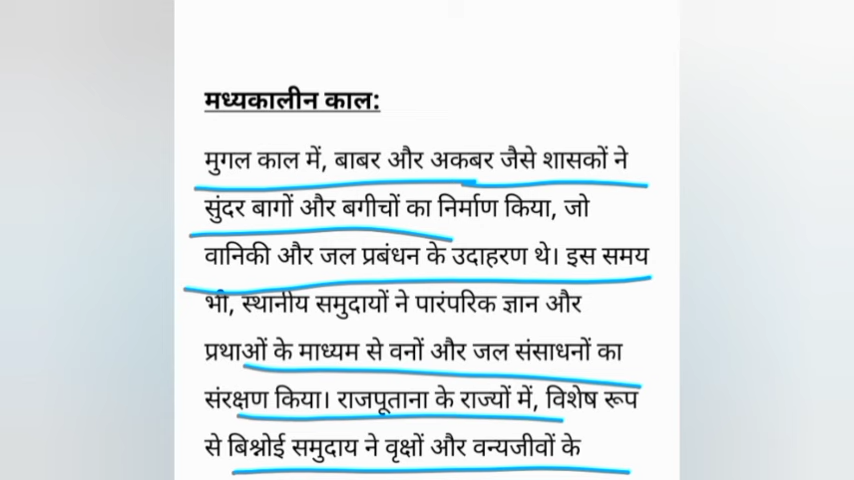 मध्यकालीन काल:
मुगल काल में, बाबर और अकबर जैसे शासकों ने
सुंदर बागों और बगीचों का निर्माण किया, जो
वानिकी और जल प्रबंधन के उदाहरण थे। इस समय
भी, स्थानीय समुदायों ने पारंपरिक ज्ञान और
प्रथाओं के माध्यम से वनों और जल संसाधनों का
संरक्षण किया। राजपूताना के राज्यों में, विशेष रूप
से बिश्नोई समुदाय ने वृक्षों और वन्यजीवों के